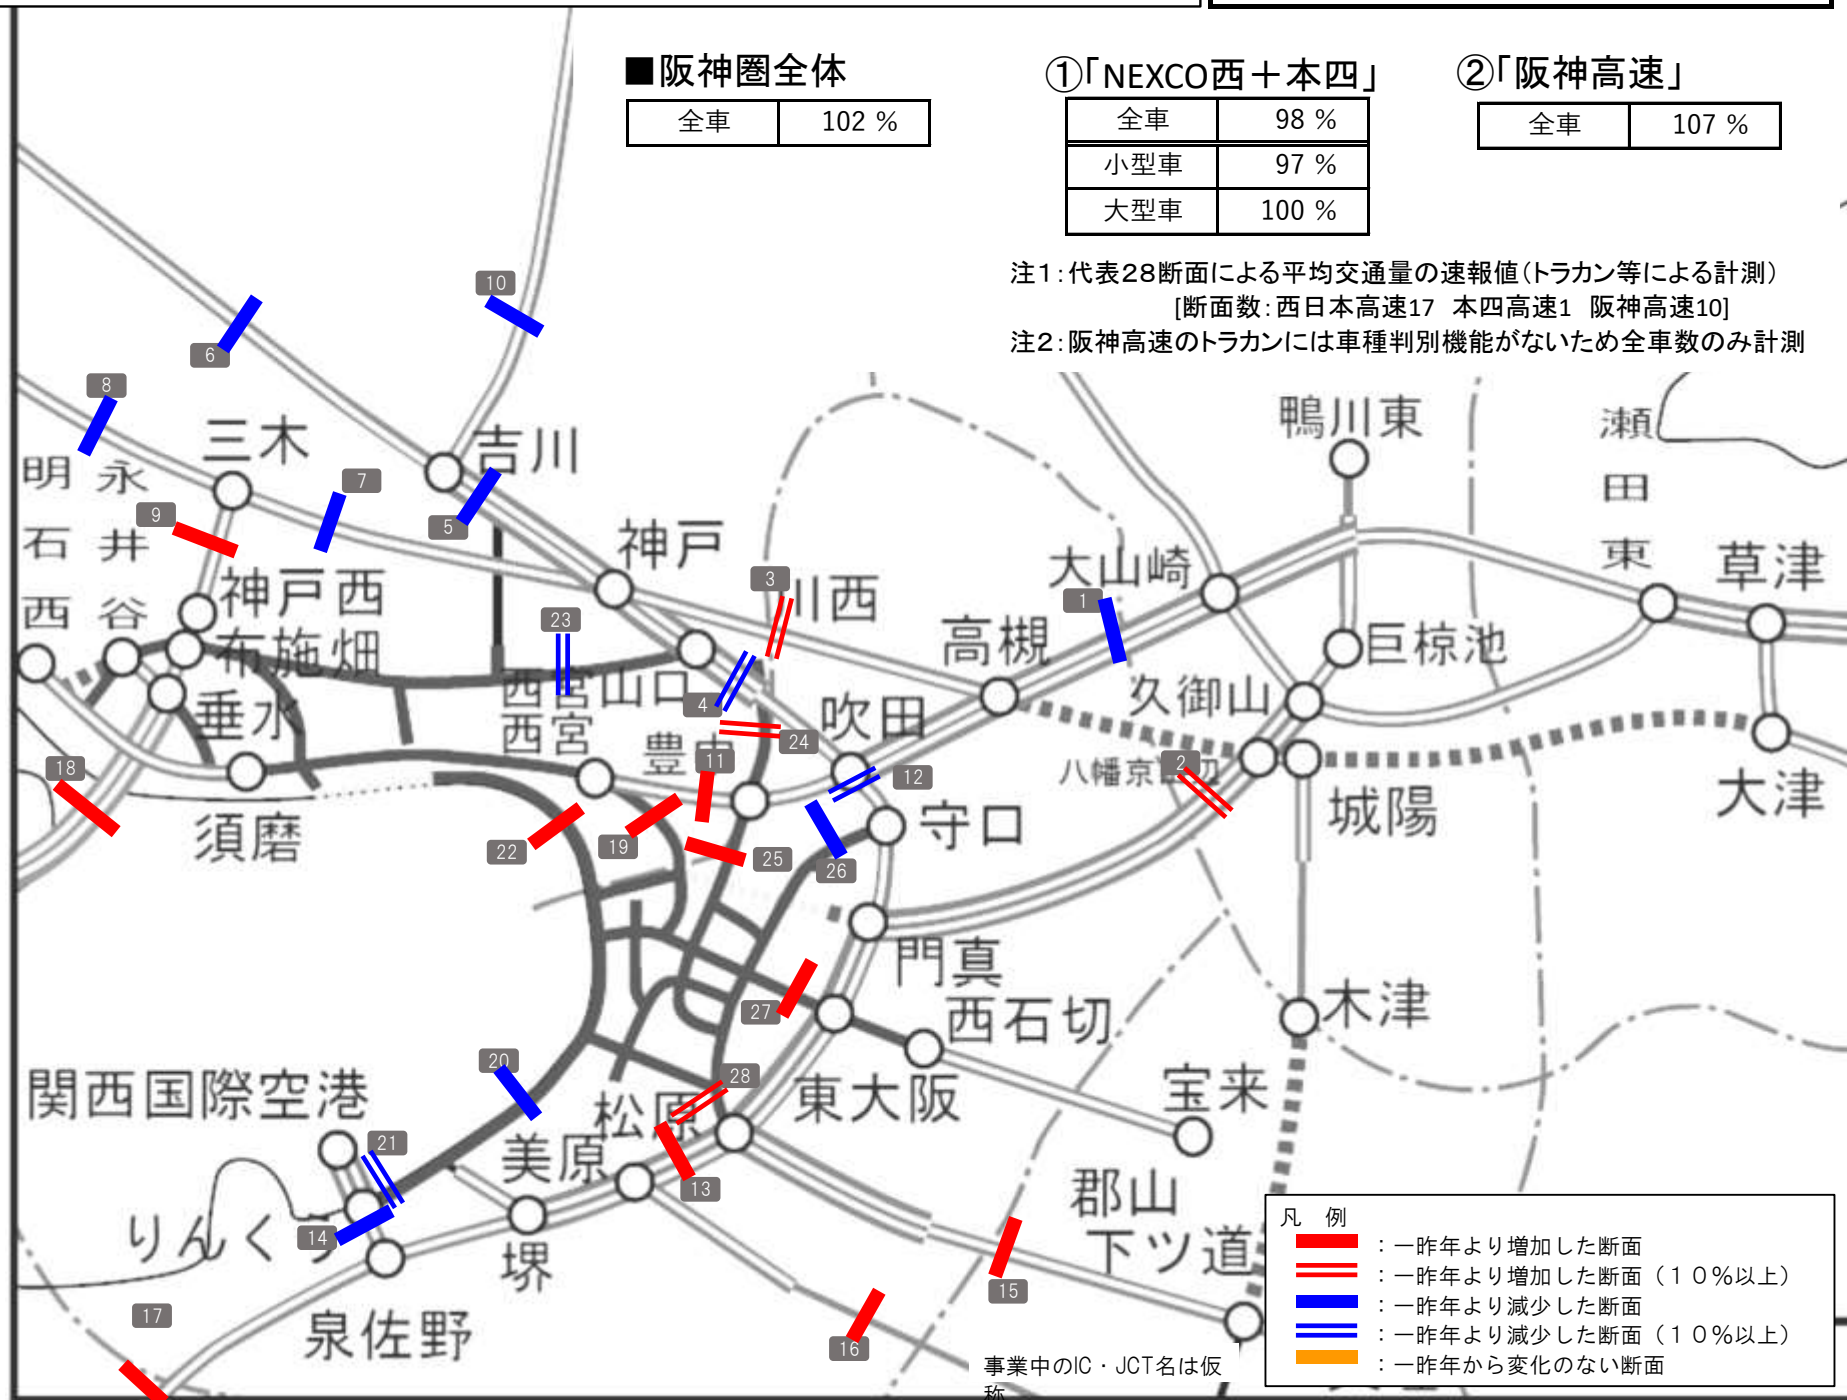 ■阪神圏全体
全車 102 %
①「NEXCO西＋本四」
全車 98 %
小型車 97 %
大型車 100 %
②「阪神高速」
全車 107 %
注1：代表28断面による平均交通量の速報値（トラカン等による計測）
［断面数：西日本高速17 本四高速1 阪神高速10］
注2：阪神高速のトラカンには車種判別機能がないため全車数のみ計測
10
6
8
三木
吉川
鴨川東
瀬田東
明石西
永井谷
7
9
5
神戸
3
川西
大山崎
草津
神戸西
1
23
布施畑
高槻
巨椋池
西宮山口
4
久御山
垂水
西宮
吹田
24
豊中
11
12
八幡京田辺
2
18
城陽
大津
須磨
守口
22
19
25
26
門真
27
西石切
木津
20
28
関西国際空港
松原
東大阪
宝来
21
美原
13
郡山下ツ道
りんくう
14
堺
15
17
泉佐野
16
事業中のIC・JCT名は仮
称
凡 例
：一昨年より増加した断面
：一昨年より増加した断面（１０％以上）
：一昨年より減少した断面
：一昨年より減少した断面（１０％以上）
：一昨年から変化のない断面